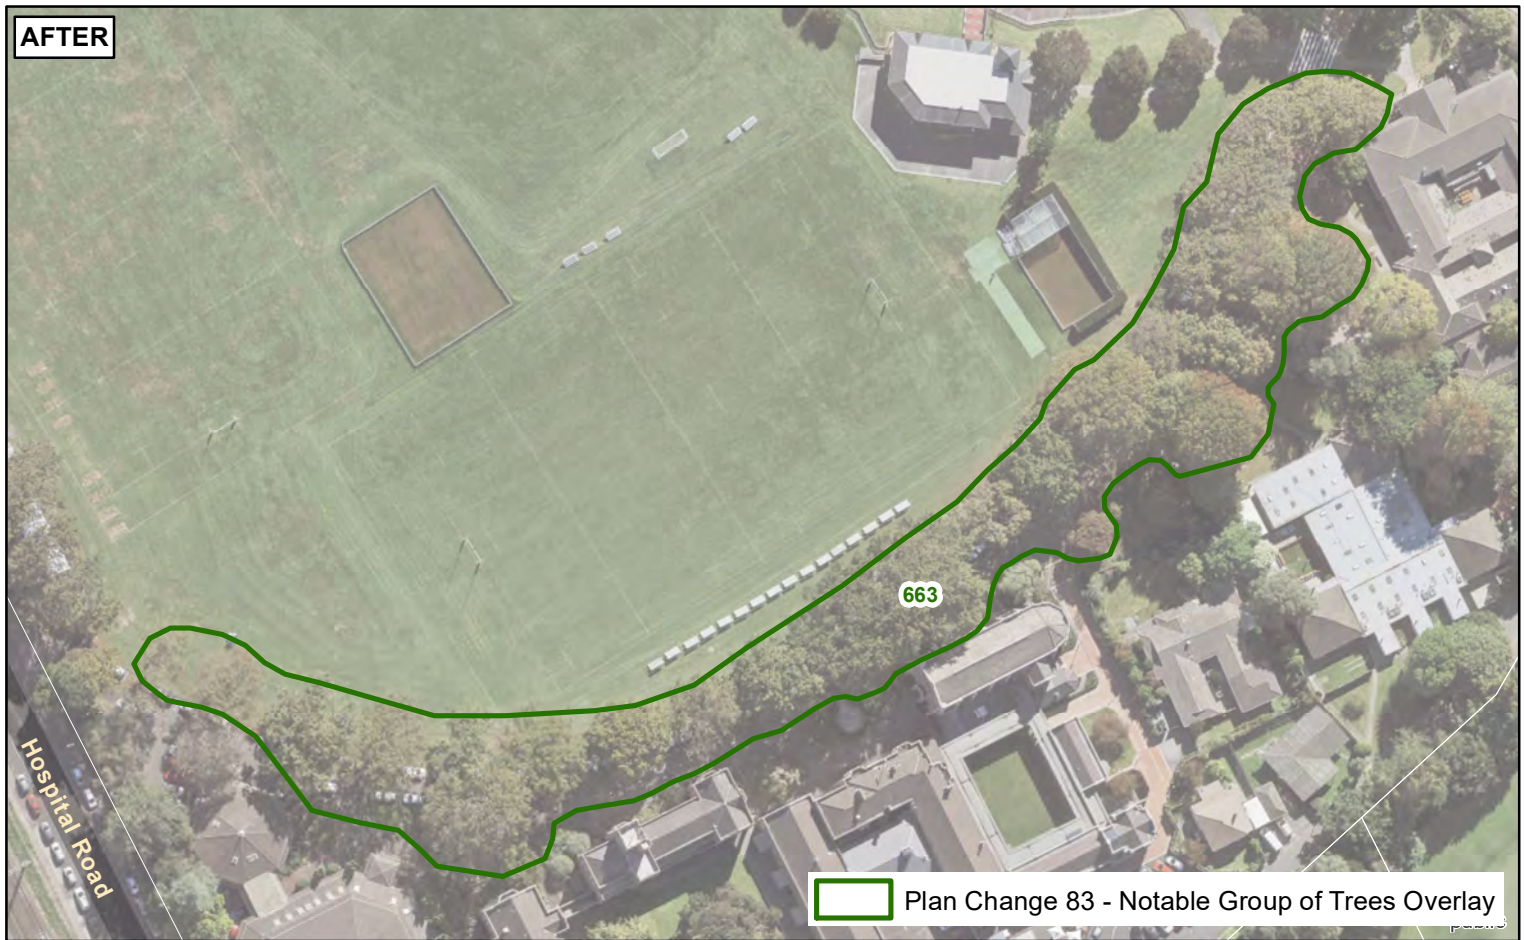 AFTER
663
Hospital Road
Plan Change 83 - Notable Group of Trees Overlay